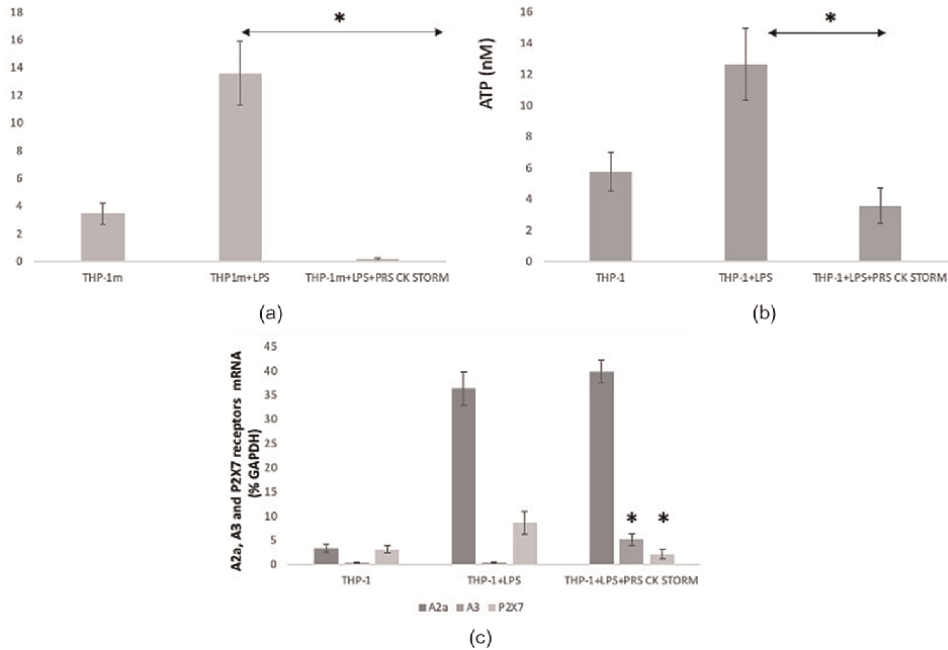 18
16
14
12
10
8
6
4
2
0
*
THP-1m
THP1m+LPS
THP-1m+LPS+PRS CK STORM
(a)
ATP (nM)
16
14
12
10
8
6
4
2
0
*
THP-1
THP-1+LPS
THP-1+LPS+PRS CK STORM
(b)
A2a, A3 and P2X7 receptors mRNA
(% GAPDH)
45
40
35
30
25
20
15
10
5
0
* *
THP-1
THP-1+LPS
THP-1+LPS+PRS CK STORM
A2a A3 P2X7
(c)